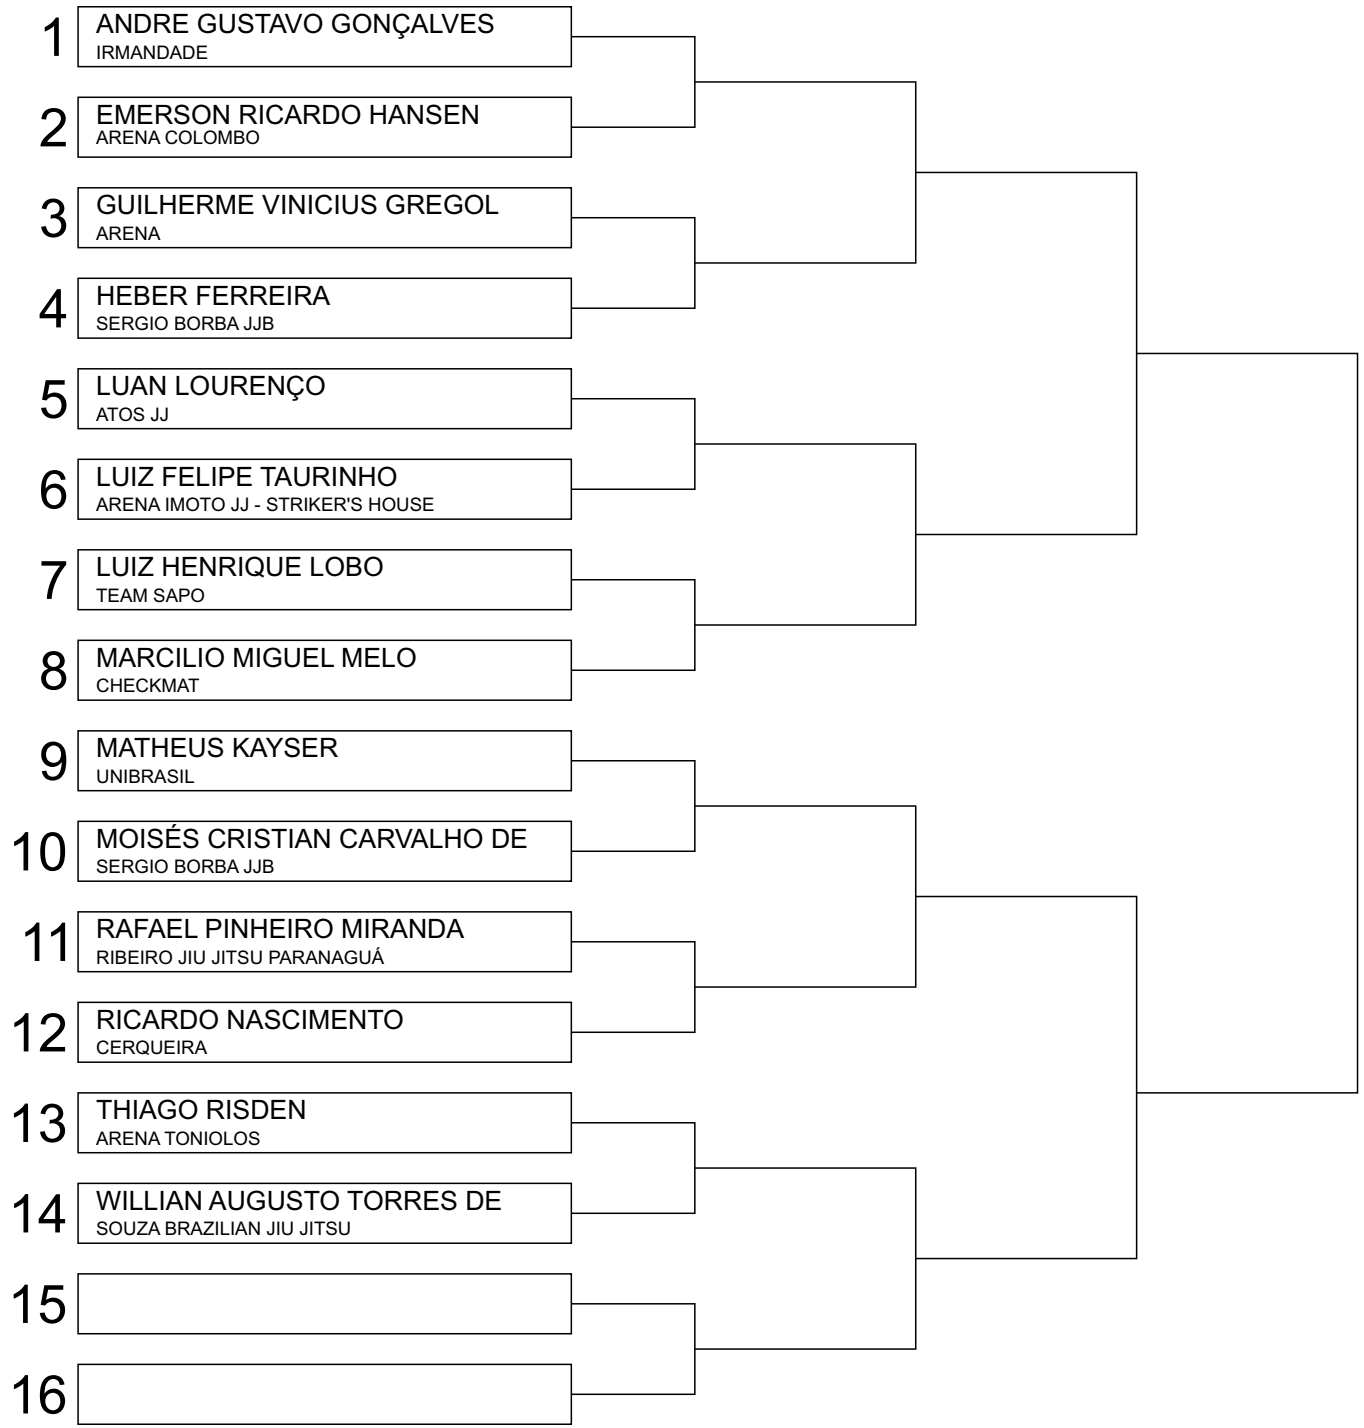 1
ANDRE GUSTAVO GONÇALVES
IRMANDADE
2
EMERSON RICARDO HANSEN
ARENA COLOMBO
3
GUILHERME VINICIUS GREGOL
ARENA
4
HEBER FERREIRA
SERGIO BORBA JJB
5
LUAN LOURENÇO
ATOS JJ
6
LUIZ FELIPE TAURINHO
ARENA IMOTO JJ - STRIKER'S HOUSE
7
LUIZ HENRIQUE LOBO
TEAM SAPO
8
MARCILIO MIGUEL MELO
CHECKMAT
9
MATHEUS KAYSER
UNIBRASIL
10
MOISÉS CRISTIAN CARVALHO DE
SERGIO BORBA JJB
11
RAFAEL PINHEIRO MIRANDA
RIBEIRO JIU JITSU PARANAGUÁ
12
RICARDO NASCIMENTO
CERQUEIRA
13
THIAGO RISDEN
ARENA TONIOLOS
14
WILLIAN AUGUSTO TORRES DE
SOUZA BRAZILIAN JIU JITSU
15
16